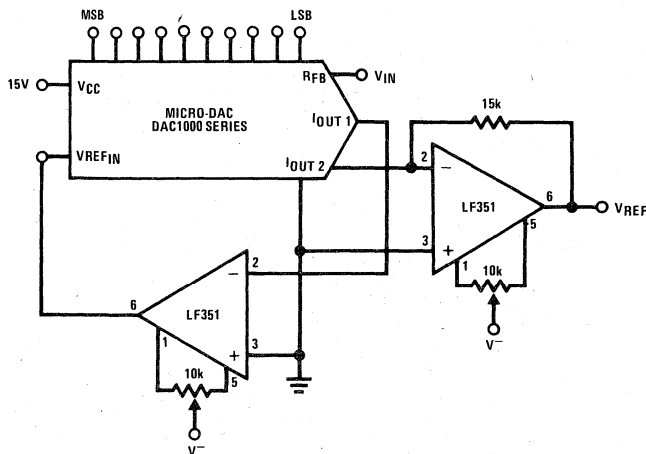 MSB LSB
15V VCC RFB VIN
MICRO-DAC
DAC1000 SERIES
IOUT 1
15k
VREFIN IOUT 2
2 − 6 VREF
LF351
3 + 5
1 10k
V−
2 −
6 LF351
1 3 +
10k 5
V−